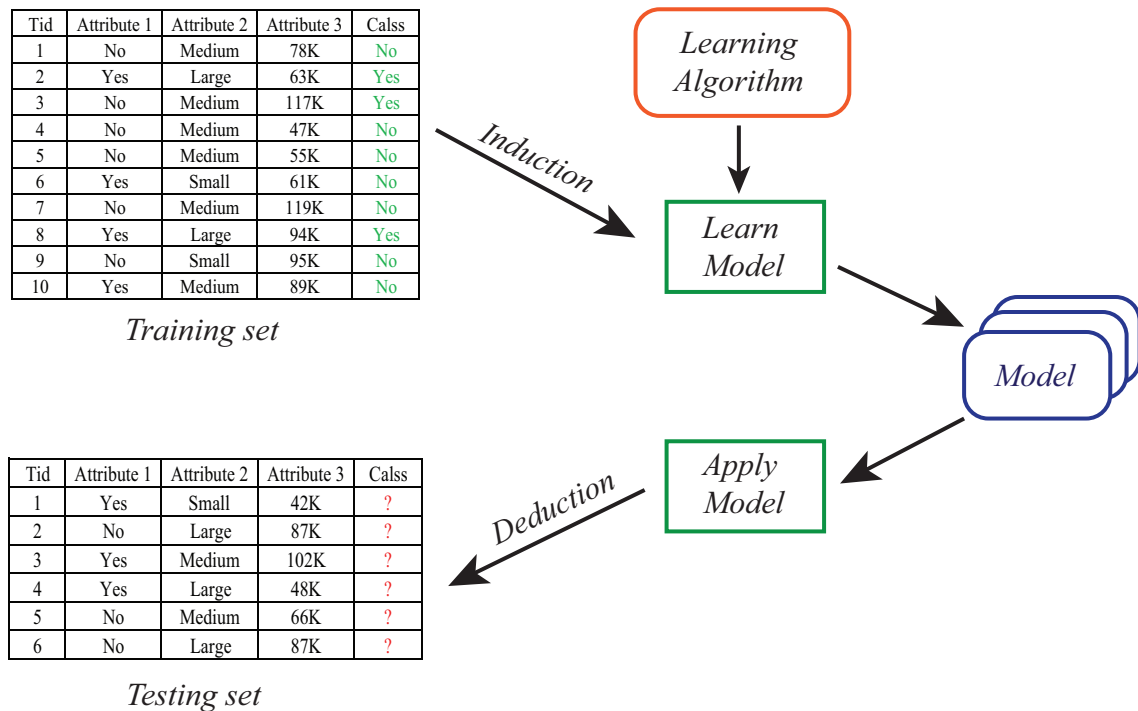 Tid Attribute 1 Attribute 2 Attribute 3 Calss
1 No Medium 78K No
2 Yes Large 63K Yes
3 No Medium 117K Yes
4 No Medium 47K No
5 No Medium 55K No
6 Yes Small 61K No
7 No Medium 119K No
8 Yes Large 94K Yes
9 No Small 95K No
10 Yes Medium 89K No
Training set
Learning
Algorithm
Induction
Learn
Model
Model
Apply
Model
Deduction
Tid Attribute 1 Attribute 2 Attribute 3 Calss
1 Yes Small 42K ?
2 No Large 87K ?
3 Yes Medium 102K ?
4 Yes Large 48K ?
5 No Medium 66K ?
6 No Large 87K ?
Testing set